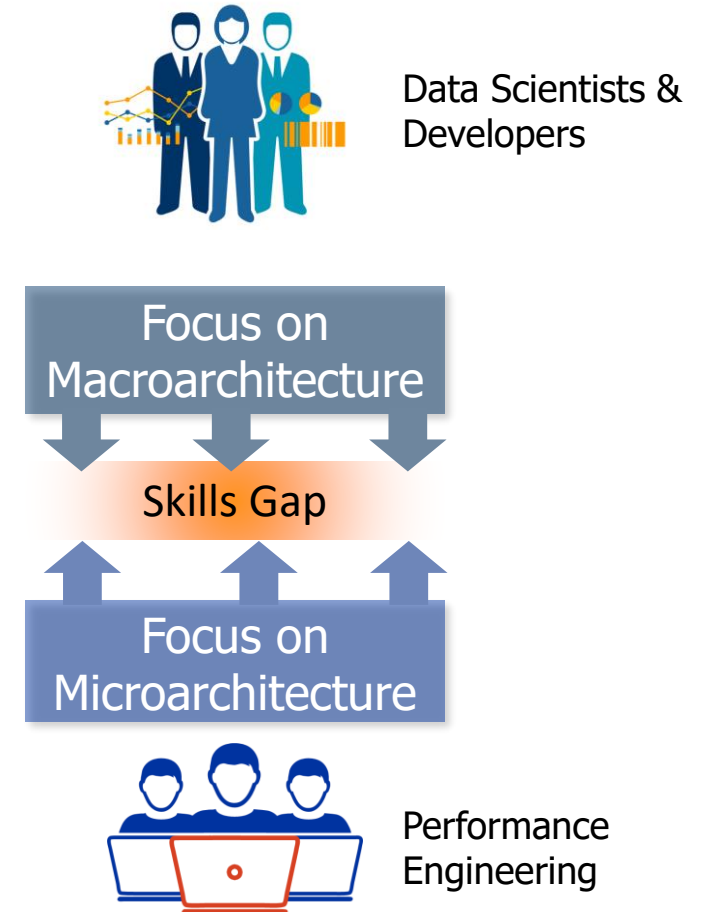 Data Scientists &
Developers
Focus on
Macroarchitecture
Skills Gap
Focus on
Microarchitecture
Performance
Engineering